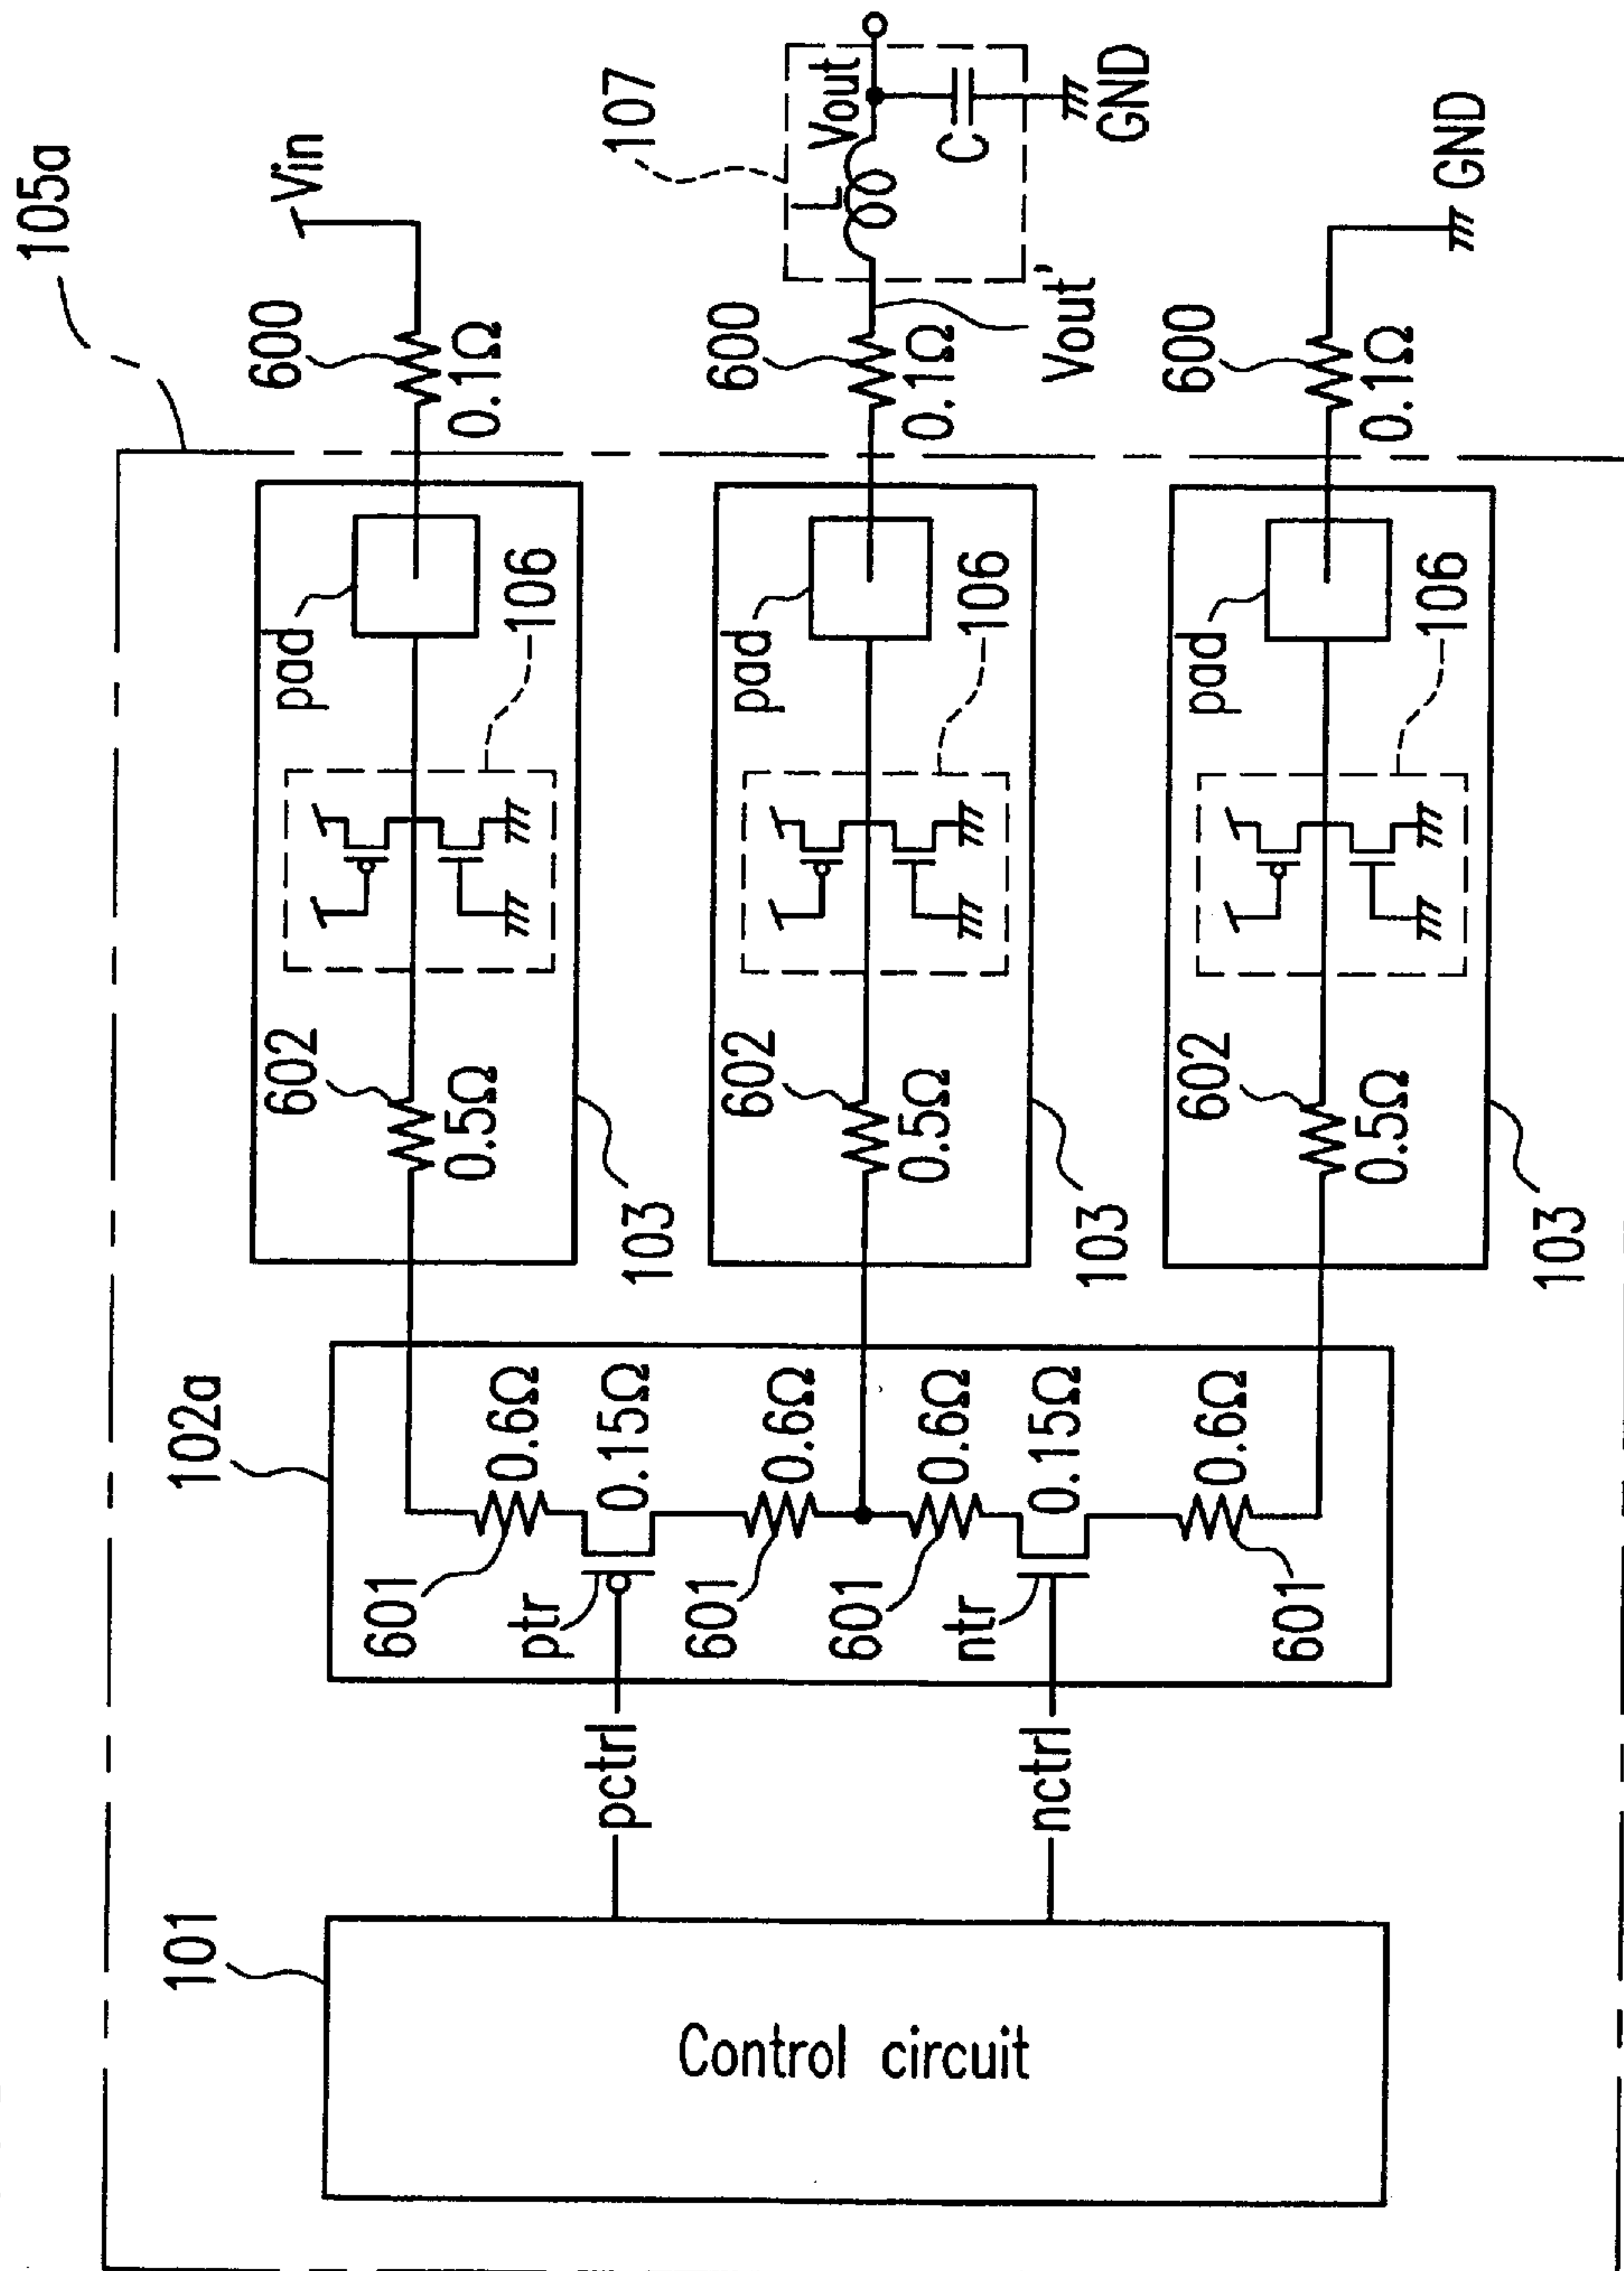 105a
Vin
600
0.1Ω
pad
106
602
0.5Ω
103
107
L
Vout
C
GND
600
0.1Ω
Vout'
pad
106
602
0.5Ω
103
600
0.1Ω
GND
pad
106
602
0.5Ω
103
102a
601
0.6Ω
ptr
0.15Ω
601
0.6Ω
601
0.6Ω
ntr
0.15Ω
601
0.6Ω
pctrl
nctrl
101
Control circuit